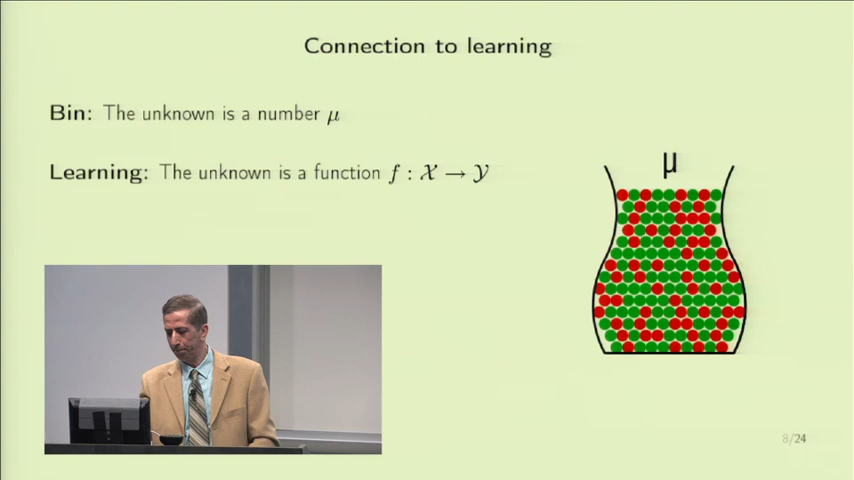 Connection to learning
Bin: The unknown is a number μ
Learning: The unknown is a function f : 𝒳 → 𝒴
μ
8/24